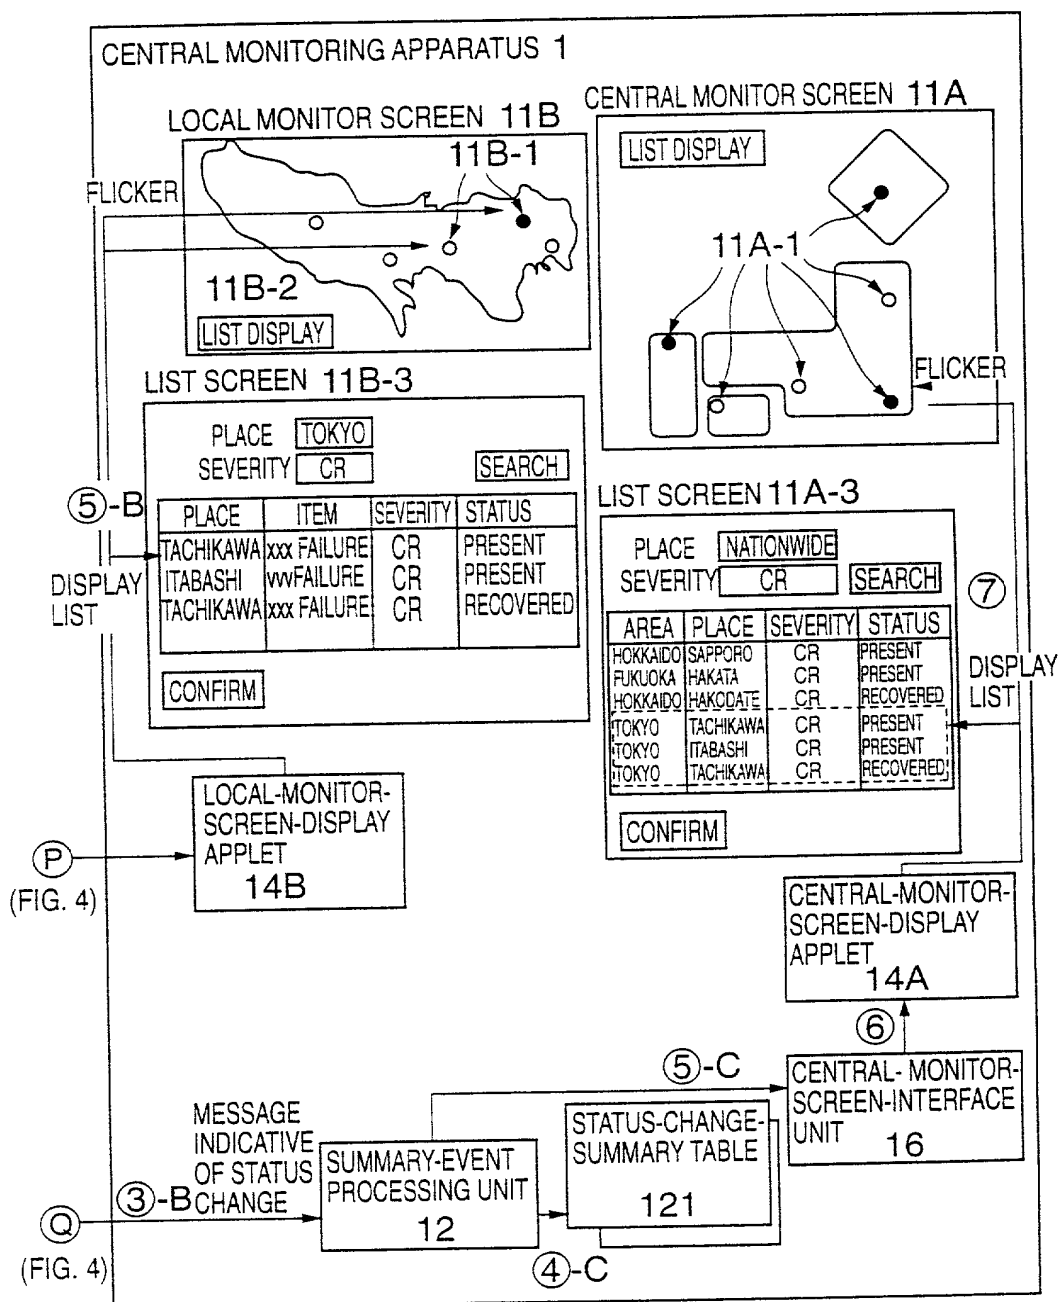 CENTRAL MONITORING APPARATUS 1
LOCAL MONITOR SCREEN 11B
11B-1
FLICKER
11B-2
LIST DISPLAY
CENTRAL MONITOR SCREEN 11A
LIST DISPLAY
11A-1
FLICKER
LIST SCREEN 11B-3
PLACE TOKYO
SEVERITY CR SEARCH
PLACE ITEM SEVERITY STATUS
TACHIKAWA xxx FAILURE CR PRESENT
ITABASHI vvvFAILURE CR PRESENT
TACHIKAWA xxx FAILURE CR RECOVERED
CONFIRM
⑤-B
DISPLAY
LIST
LIST SCREEN 11A-3
PLACE NATIONWIDE
SEVERITY CR SEARCH
AREA PLACE SEVERITY STATUS
HOKKAIDO SAPPORO CR PRESENT
FUKUOKA HAKATA CR PRESENT
HOKKAIDO HAKODATE CR RECOVERED
TOKYO TACHIKAWA CR PRESENT
TOKYO ITABASHI CR PRESENT
TOKYO TACHIKAWA CR RECOVERED
CONFIRM
⑦
DISPLAY
LIST
LOCAL-MONITOR-
SCREEN-DISPLAY
APPLET
14B
P
(FIG. 4)
CENTRAL-MONITOR-
SCREEN-DISPLAY
APPLET
14A
⑥
⑤-C
CENTRAL- MONITOR-
SCREEN-INTERFACE
UNIT
16
MESSAGE
INDICATIVE
OF STATUS
CHANGE
③-B
Q
(FIG. 4)
SUMMARY-EVENT
PROCESSING UNIT
12
STATUS-CHANGE-
SUMMARY TABLE
121
④-C